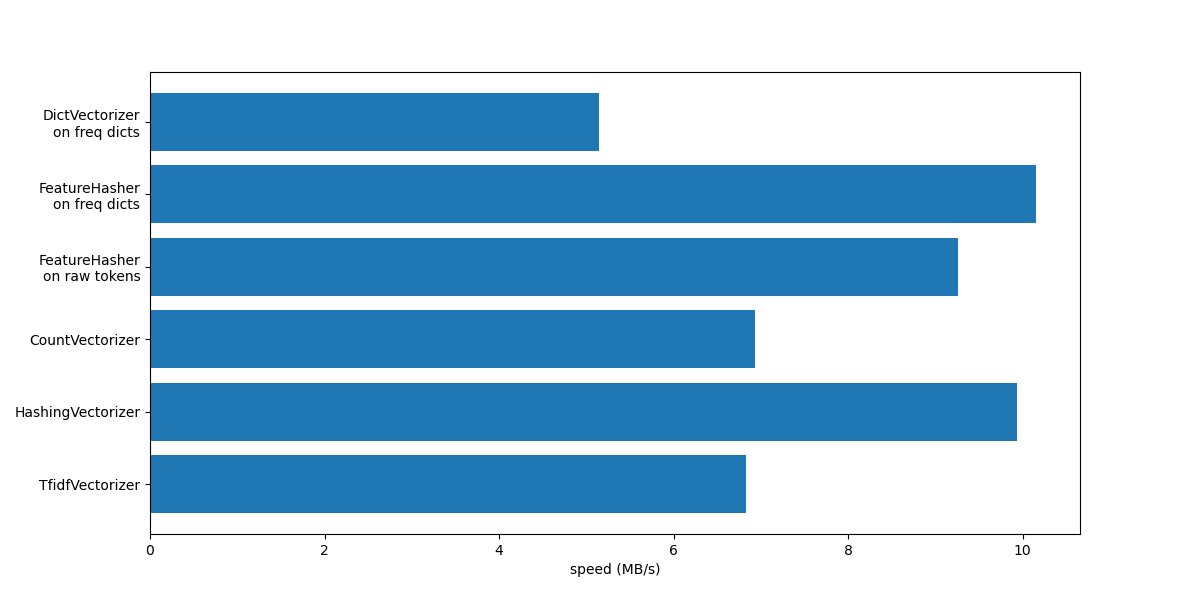 DictVectorizer
on freq dicts
FeatureHasher
on freq dicts
FeatureHasher
on raw tokens
CountVectorizer
HashingVectorizer
TfidfVectorizer
0 2 4 6 8 10
speed (MB/s)